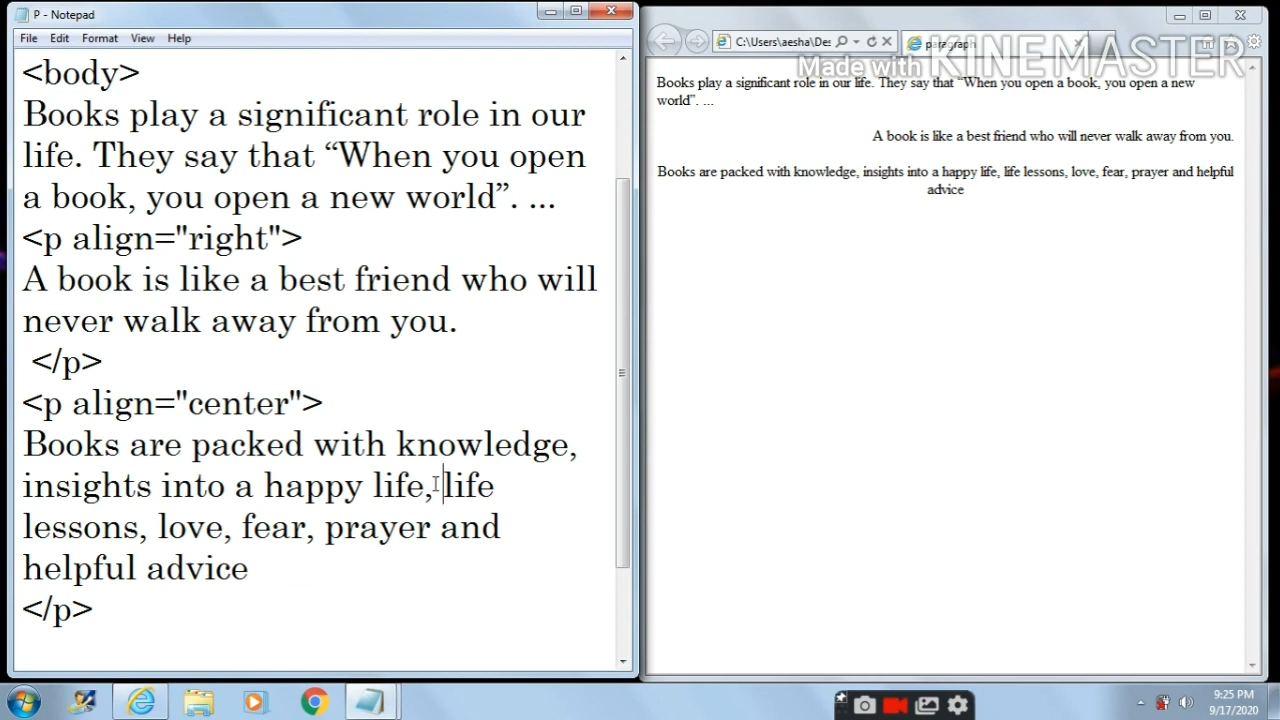 P - Notepad
File Edit Format View Help
<body>
Books play a significant role in our
life. They say that “When you open
a book, you open a new world”. ...
<p align="right">
A book is like a best friend who will
never walk away from you.
</p>
<p align="center">
Books are packed with knowledge,
insights into a happy life, life
lessons, love, fear, prayer and
helpful advice
</p>
C:\Users\aesha\Des
paragraph
Made with KINEMASTER
Books play a significant role in our life. They say that “When you open a book, you open a new
world”. ...
A book is like a best friend who will never walk away from you.
Books are packed with knowledge, insights into a happy life, life lessons, love, fear, prayer and helpful
advice
9:25 PM
9/17/2020